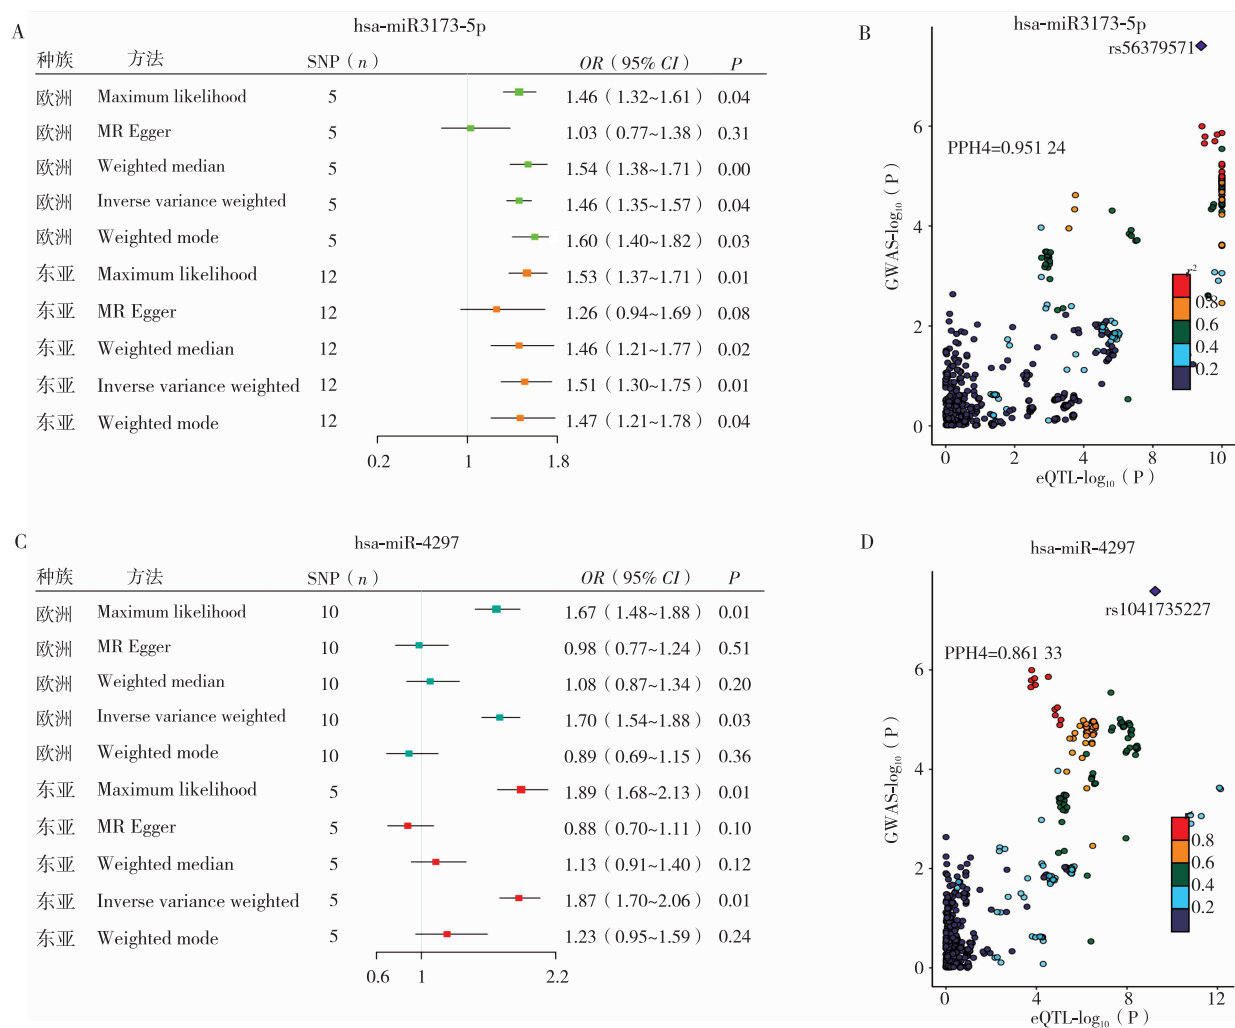 A
hsa-miR3173-5p
种族 方法 SNP（n） OR（95% CI） P
欧洲 Maximum likelihood 5 1.46（1.32~1.61）0.04
欧洲 MR Egger 5 1.03（0.77~1.38）0.31
欧洲 Weighted median 5 1.54（1.38~1.71）0.00
欧洲 Inverse variance weighted 5 1.46（1.35~1.57）0.04
欧洲 Weighted mode 5 1.60（1.40~1.82）0.03
东亚 Maximum likelihood 12 1.53（1.37~1.71）0.01
东亚 MR Egger 12 1.26（0.94~1.69）0.08
东亚 Weighted median 12 1.46（1.21~1.77）0.02
东亚 Inverse variance weighted 12 1.51（1.30~1.75）0.01
东亚 Weighted mode 12 1.47（1.21~1.78）0.04
0.2 1 1.8
B
hsa-miR3173-5p
rs56379571
PPH4=0.951 24
GWAS-log₁₀（P）
6
4
2
0
r²
0.8
0.6
0.4
0.2
0 2 4 6 8 10
eQTL-log₁₀（P）
C
hsa-miR-4297
种族 方法 SNP（n） OR（95% CI） P
欧洲 Maximum likelihood 10 1.67（1.48~1.88）0.01
欧洲 MR Egger 10 0.98（0.77~1.24）0.51
欧洲 Weighted median 10 1.08（0.87~1.34）0.20
欧洲 Inverse variance weighted 10 1.70（1.54~1.88）0.03
欧洲 Weighted mode 10 0.89（0.69~1.15）0.36
东亚 Maximum likelihood 5 1.89（1.68~2.13）0.01
东亚 MR Egger 5 0.88（0.70~1.11）0.10
东亚 Weighted median 5 1.13（0.91~1.40）0.12
东亚 Inverse variance weighted 5 1.87（1.70~2.06）0.01
东亚 Weighted mode 5 1.23（0.95~1.59）0.24
0.6 1 2.2
D
hsa-miR-4297
rs1041735227
PPH4=0.861 33
GWAS-log₁₀（P）
6
4
2
0
0.8
0.6
0.4
0.2
0 4 8 12
eQTL-log₁₀（P）